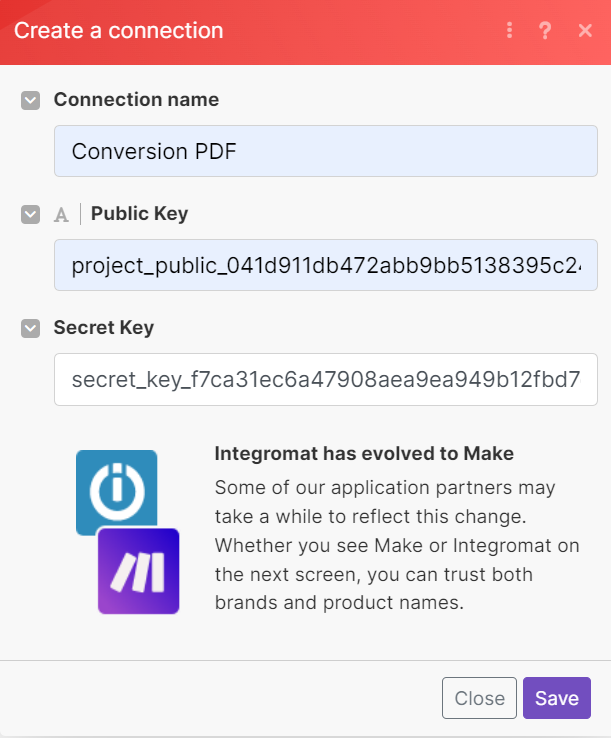 Create a connection
Connection name
Conversion PDF
A | Public Key
project_public_041d911db472abb9bb5138395c24
Secret Key
secret_key_f7ca31ec6a47908aea9ea949b12fbd7
Integromat has evolved to Make
Some of our application partners may
take a while to reflect this change.
Whether you see Make or Integromat on
the next screen, you can trust both
brands and product names.
Close Save